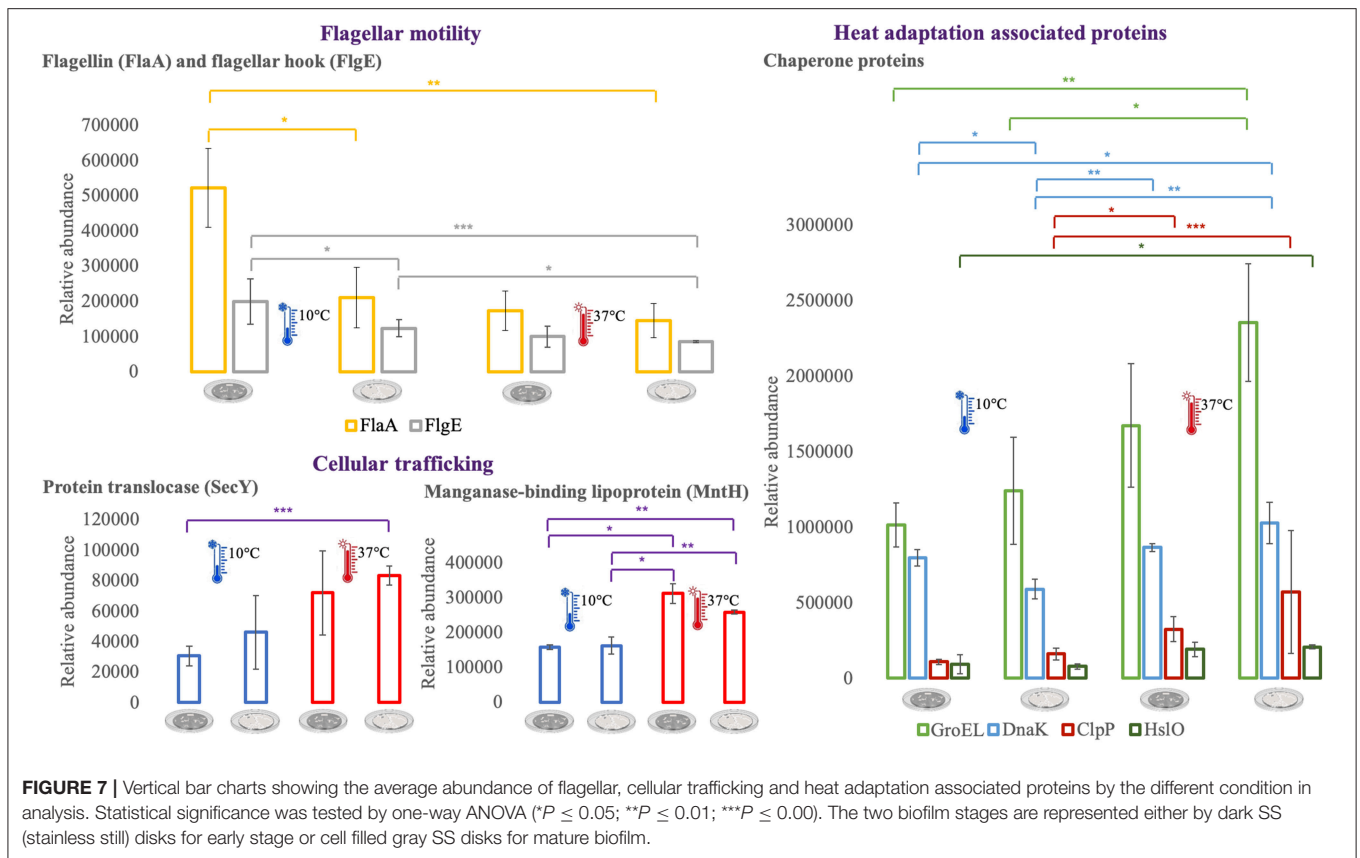 Flagellar motility
Flagellin (FlaA) and flagellar hook (FlgE)
**
*
***
*
*
Relative abundance
700000
600000
500000
400000
300000
200000
100000
0
10°C
37°C
FlaA FlgE
Cellular trafficking
Protein translocase (SecY)
***
Relative abundance
120000
100000
80000
60000
40000
20000
0
10°C
37°C
Manganase-binding lipoprotein (MntH)
**
*
**
*
Relative abundance
400000
300000
200000
100000
0
10°C
37°C
Heat adaptation associated proteins
Chaperone proteins
**
*
*
*
**
**
*
***
*
Relative abundance
3000000
2500000
2000000
1500000
1000000
500000
0
10°C
37°C
GroEL DnaK ClpP HslO
FIGURE 7 | Vertical bar charts showing the average abundance of flagellar, cellular trafficking and heat adaptation associated proteins by the different condition in
analysis. Statistical significance was tested by one-way ANOVA (*P ≤ 0.05; **P ≤ 0.01; ***P ≤ 0.00). The two biofilm stages are represented either by dark SS
(stainless still) disks for early stage or cell filled gray SS disks for mature biofilm.